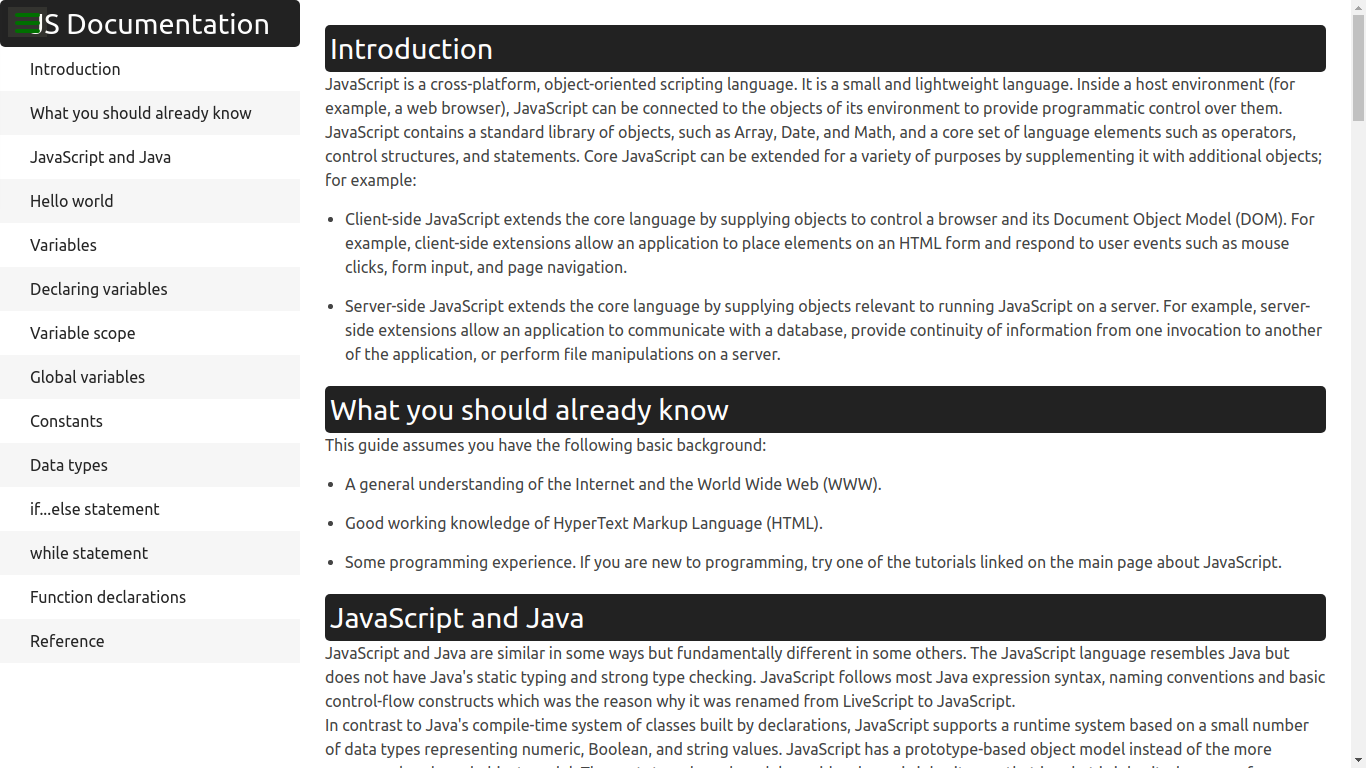 JS Documentation
Introduction
What you should already know
JavaScript and Java
Hello world
Variables
Declaring variables
Variable scope
Global variables
Constants
Data types
if...else statement
while statement
Function declarations
Reference
Introduction
JavaScript is a cross-platform, object-oriented scripting language. It is a small and lightweight language. Inside a host environment (for
example, a web browser), JavaScript can be connected to the objects of its environment to provide programmatic control over them.
JavaScript contains a standard library of objects, such as Array, Date, and Math, and a core set of language elements such as operators,
control structures, and statements. Core JavaScript can be extended for a variety of purposes by supplementing it with additional objects;
for example:
• Client-side JavaScript extends the core language by supplying objects to control a browser and its Document Object Model (DOM). For
example, client-side extensions allow an application to place elements on an HTML form and respond to user events such as mouse
clicks, form input, and page navigation.
• Server-side JavaScript extends the core language by supplying objects relevant to running JavaScript on a server. For example, server-
side extensions allow an application to communicate with a database, provide continuity of information from one invocation to another
of the application, or perform file manipulations on a server.
What you should already know
This guide assumes you have the following basic background:
• A general understanding of the Internet and the World Wide Web (WWW).
• Good working knowledge of HyperText Markup Language (HTML).
• Some programming experience. If you are new to programming, try one of the tutorials linked on the main page about JavaScript.
JavaScript and Java
JavaScript and Java are similar in some ways but fundamentally different in some others. The JavaScript language resembles Java but
does not have Java's static typing and strong type checking. JavaScript follows most Java expression syntax, naming conventions and basic
control-flow constructs which was the reason why it was renamed from LiveScript to JavaScript.
In contrast to Java's compile-time system of classes built by declarations, JavaScript supports a runtime system based on a small number
of data types representing numeric, Boolean, and string values. JavaScript has a prototype-based object model instead of the more